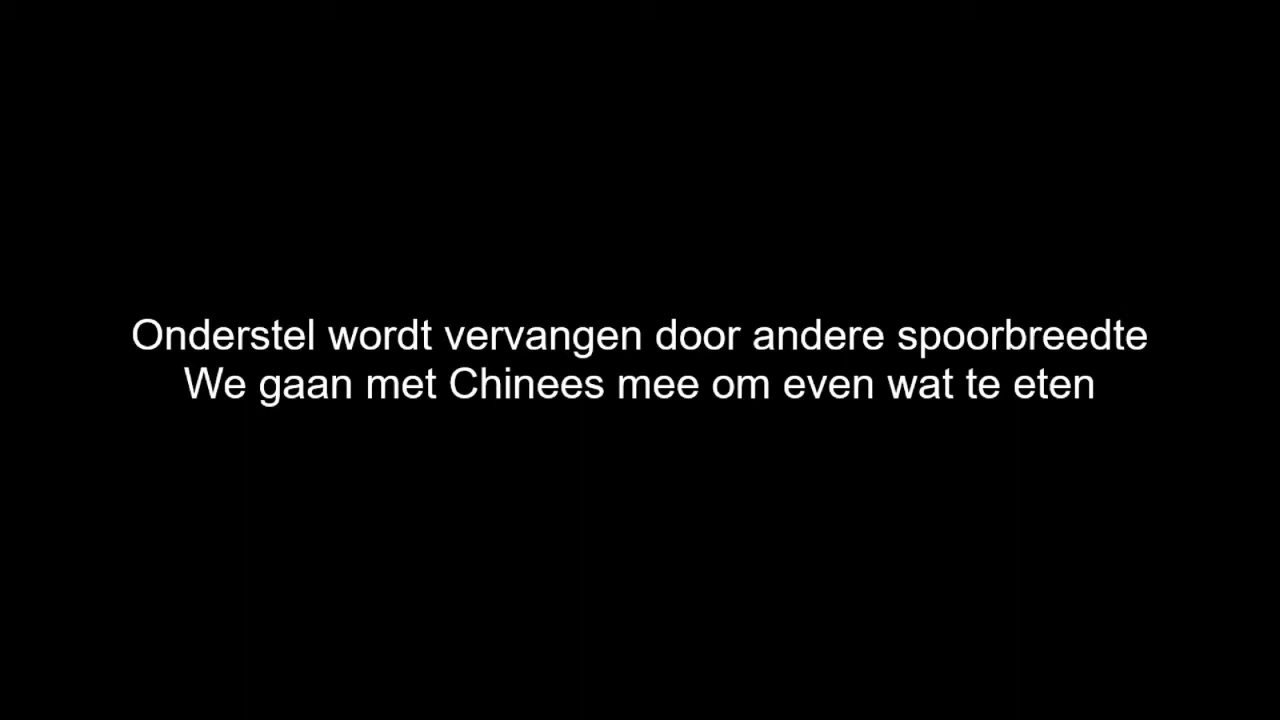 Onderstel wordt vervangen door andere spoorbreedte
We gaan met Chinees mee om even wat te eten